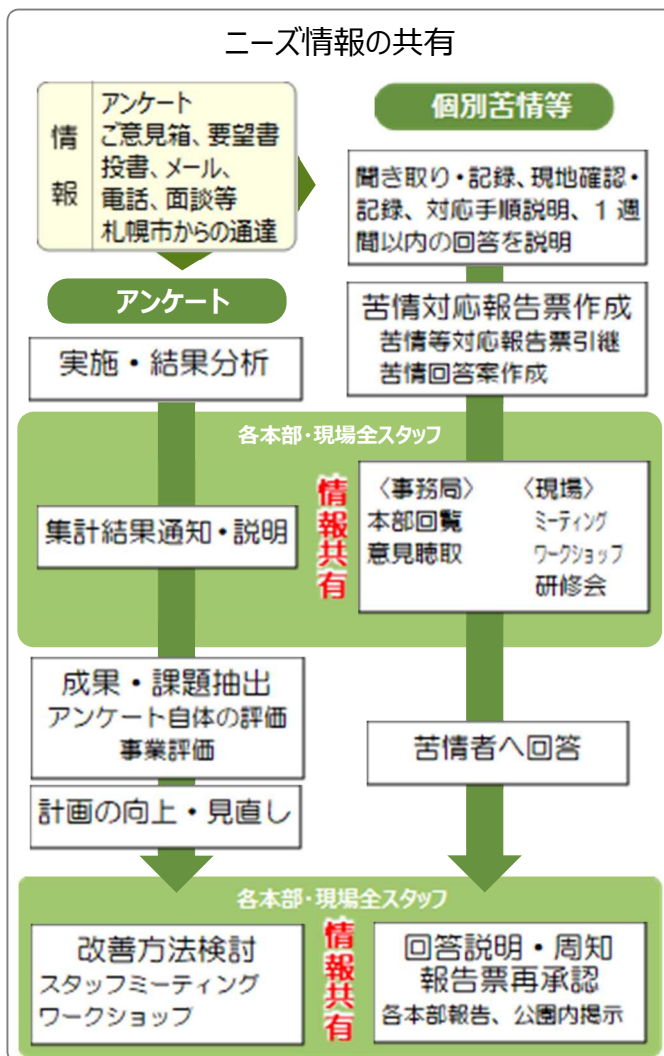 ニーズ情報の共有
情報
アンケート
ご意見箱、要望書
投書、メール、
電話、面談等
札幌市からの通達
アンケート
実施・結果分析
個別苦情等
聞き取り・記録、現地確認・
記録、対応手順説明、1週
間以内の回答を説明
苦情対応報告票作成
苦情等対応報告票引継
苦情回答案作成
各本部・現場全スタッフ
集計結果通知・説明
情報共有
〈事務局〉 〈現場〉
本部回覧 ミーティング
意見聴取 ワークショップ
研修会
成果・課題抽出
アンケート自体の評価
事業評価
計画の向上・見直し
苦情者へ回答
各本部・現場全スタッフ
改善方法検討
スタッフミーティング
ワークショップ
情報共有
回答説明・周知
報告票再承認
各本部報告、公園内掲示